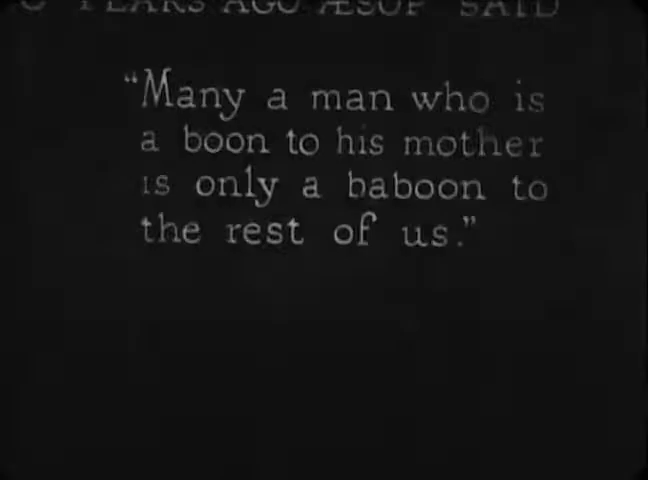 YEARS AGO ÆSOP SAID
"Many a man who is
a boon to his mother
is only a baboon to
the rest of us."